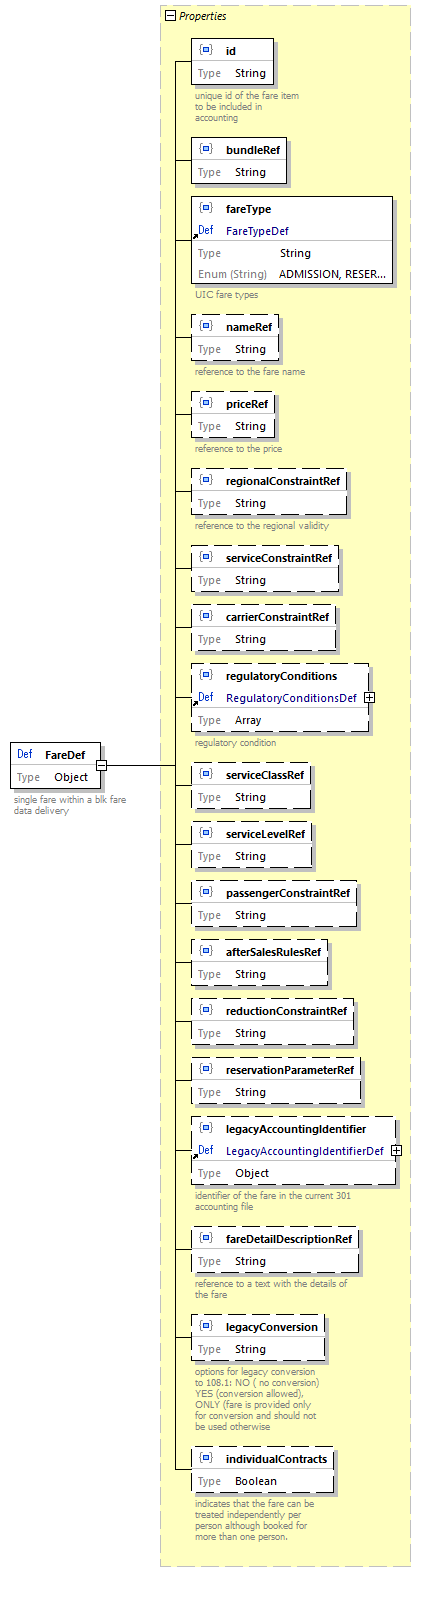 Properties
id
Type String
unique id of the fare item
to be included in
accounting
bundleRef
Type String
fareType
Def FareTypeDef
Type String
Enum (String) ADMISSION, RESER...
UIC fare types
nameRef
Type String
reference to the fare name
priceRef
Type String
reference to the price
regionalConstraintRef
Type String
reference to the regional validity
serviceConstraintRef
Type String
carrierConstraintRef
Type String
regulatoryConditions
Def RegulatoryConditionsDef
Type Array
regulatory condition
Def FareDef
Type Object
single fare within a blk fare
data delivery
serviceClassRef
Type String
serviceLevelRef
Type String
passengerConstraintRef
Type String
afterSalesRulesRef
Type String
reductionConstraintRef
Type String
reservationParameterRef
Type String
legacyAccountingIdentifier
Def LegacyAccountingIdentifierDef
Type Object
identifier of the fare in the current 301
accounting file
fareDetailDescriptionRef
Type String
reference to a text with the details of
the fare
legacyConversion
Type String
options for legacy conversion
to 108.1: NO ( no conversion)
YES (conversion allowed),
ONLY (fare is provided only
for conversion and should not
be used otherwise
individualContracts
Type Boolean
indicates that the fare can be
treated independently per
person although booked for
more than one person.